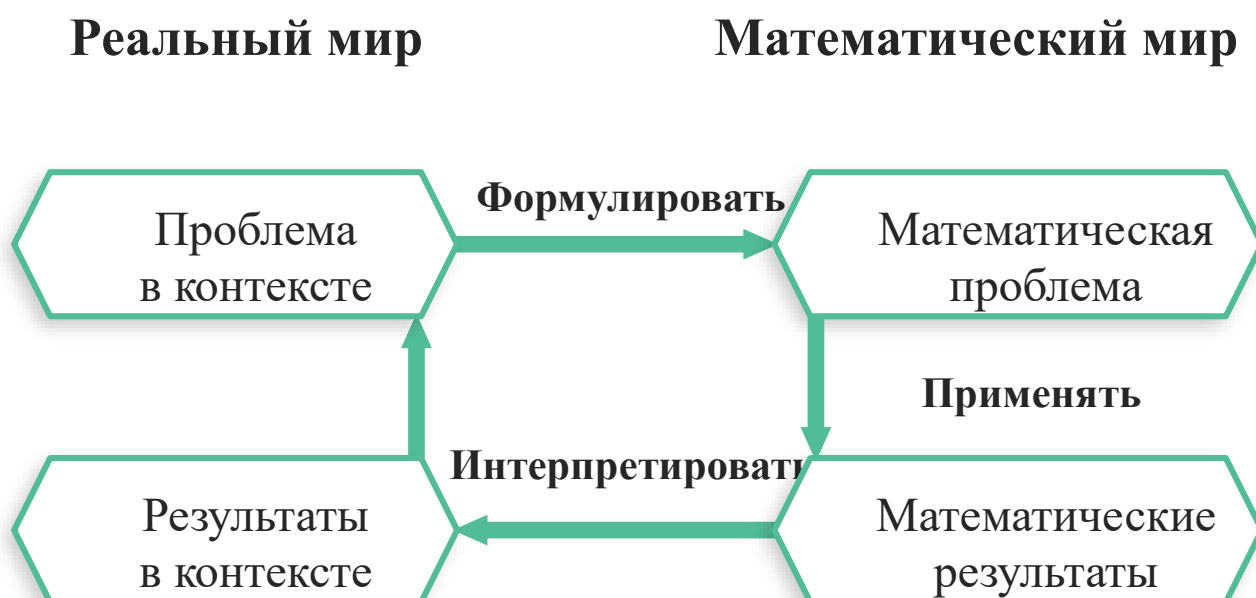 Реальный мир
Математический мир
Формулировать
Проблема
в контексте
Математическая
проблема
Применять
Интерпретировать
Результаты
в контексте
Математические
результаты